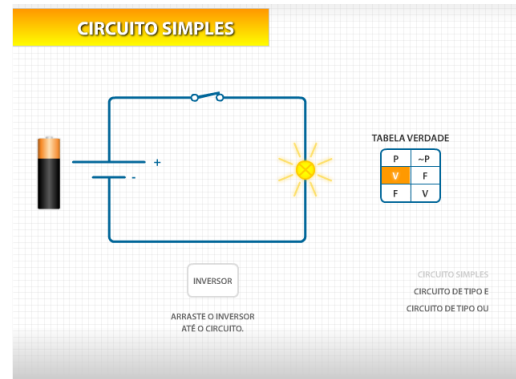 CIRCUITO SIMPLES
+
-
TABELA VERDADE
P ~P
V F
F V
INVERSOR
ARRASTE O INVERSOR
ATÉ O CIRCUITO.
CIRCUITO SIMPLES
CIRCUITO DE TIPO E
CIRCUITO DE TIPO OU